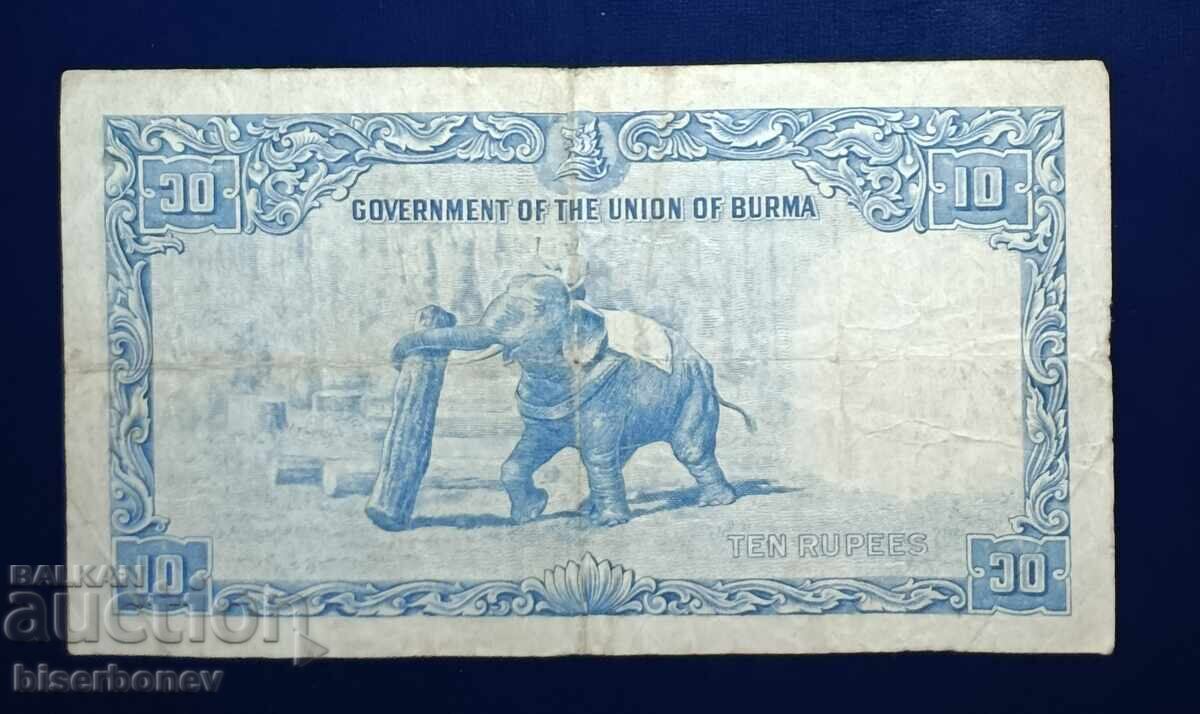 ၁၀ 10
GOVERNMENT OF THE UNION OF BURMA
TEN RUPEES
10 ၁၀
BALKAN
auction
biserbonev